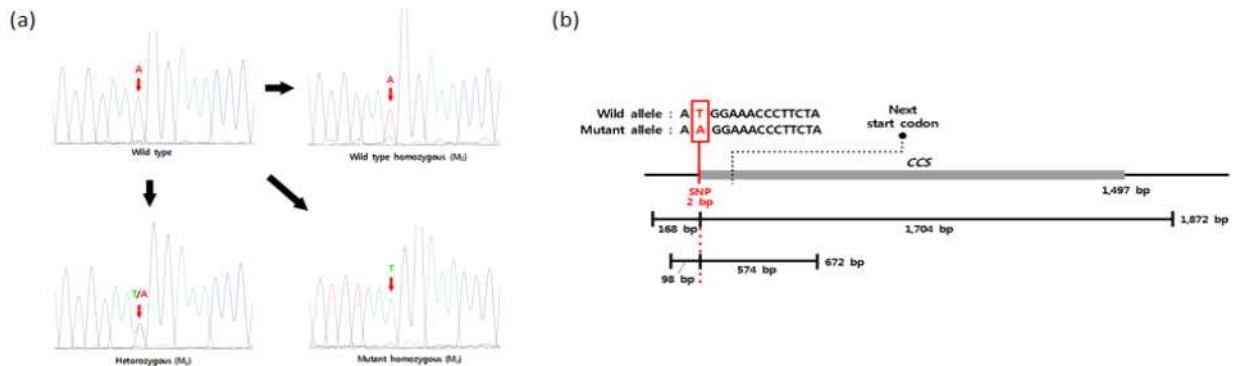 (a)
A
Wild type
A
Wild type homozygous (M₂)
T/A
Hetorozygous (M₂)
T
Mutant homozygous (M₂)
(b)
Wild allele : A T GGAAACCCTTCTA
Mutant allele : A A GGAAACCCTTCTA
Next
start codon
CCS
SNP
2 bp
1,497 bp
168 bp
1,704 bp
1,872 bp
98 bp
574 bp
672 bp